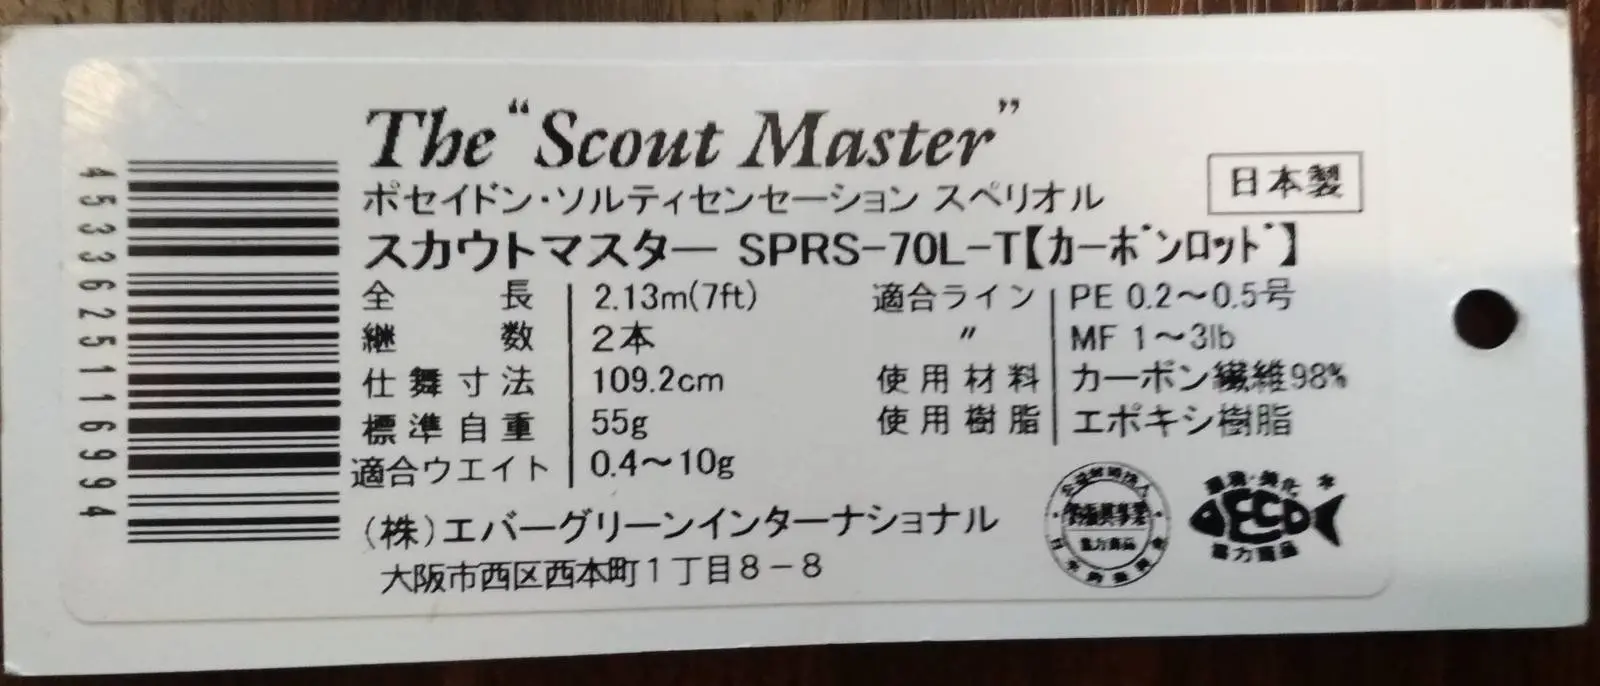 The “Scout Master”
ポセイドン・ソルティセンセーション スペリオル
日本製
スカウトマスター SPRS-70L-T【カーボンロッド】
全長 2.13m(7ft) 適合ライン PE 0.2〜0.5号
継数 2本 〃 MF 1〜3lb
仕舞寸法 109.2cm 使用材料 カーボン繊維98%
標準自重 55g 使用樹脂 エポキシ樹脂
適合ウエイト 0.4〜10g
(株)エバーグリーンインターナショナル
大阪市西区西本町1丁目8-8
4533625116994
ECO
協力商品